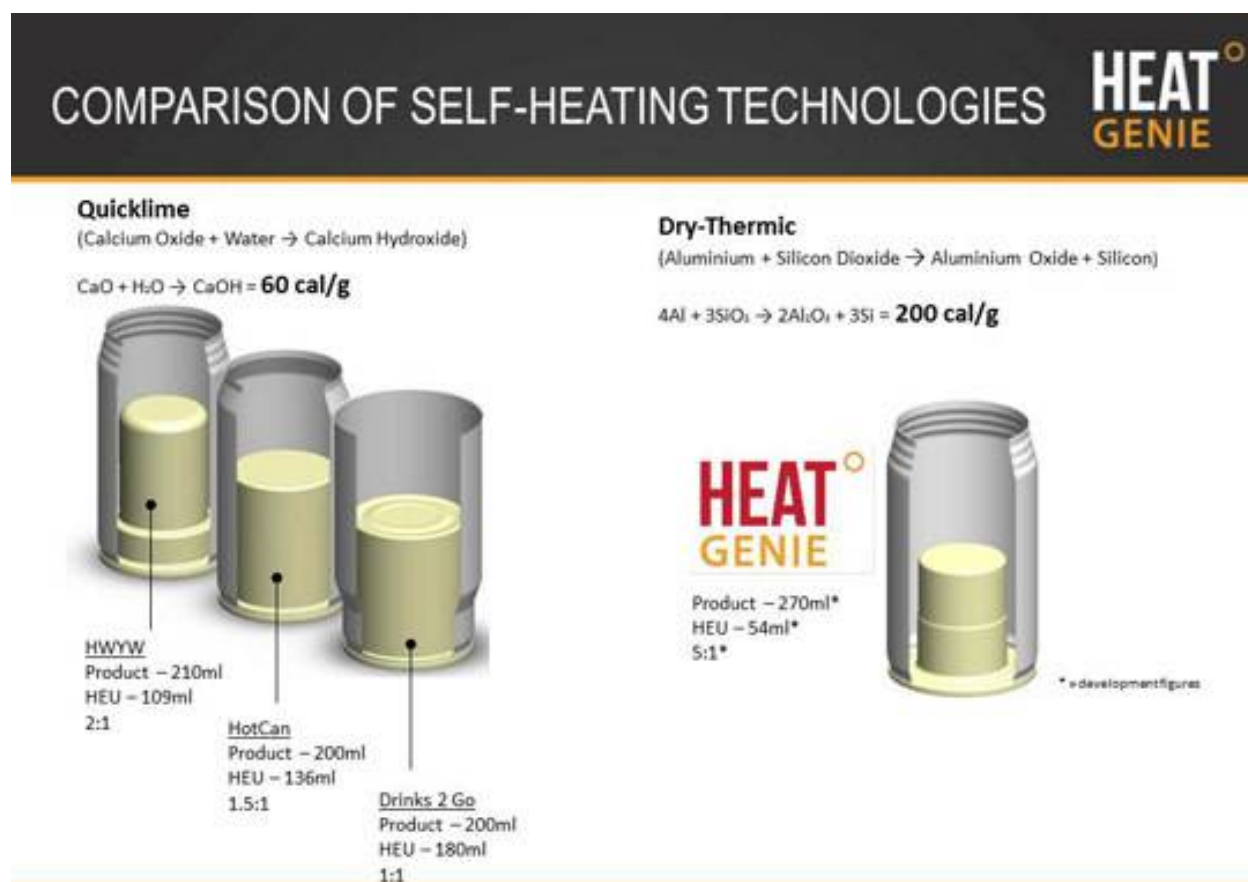 COMPARISON OF SELF-HEATING TECHNOLOGIES
HEAT
GENIE
Quicklime
(Calcium Oxide + Water → Calcium Hydroxide)
CaO + H₂O → CaOH = 60 cal/g
HWYW
Product – 210ml
HEU – 109ml
2:1
HotCan
Product – 200ml
HEU – 136ml
1.5:1
Drinks 2 Go
Product – 200ml
HEU – 180ml
1:1
Dry-Thermic
(Aluminium + Silicon Dioxide → Aluminium Oxide + Silicon)
4Al + 3SiO₂ → 2Al₂O₃ + 3Si = 200 cal/g
HEAT
GENIE
Product – 270ml*
HEU – 54ml*
5:1*
* = development figures